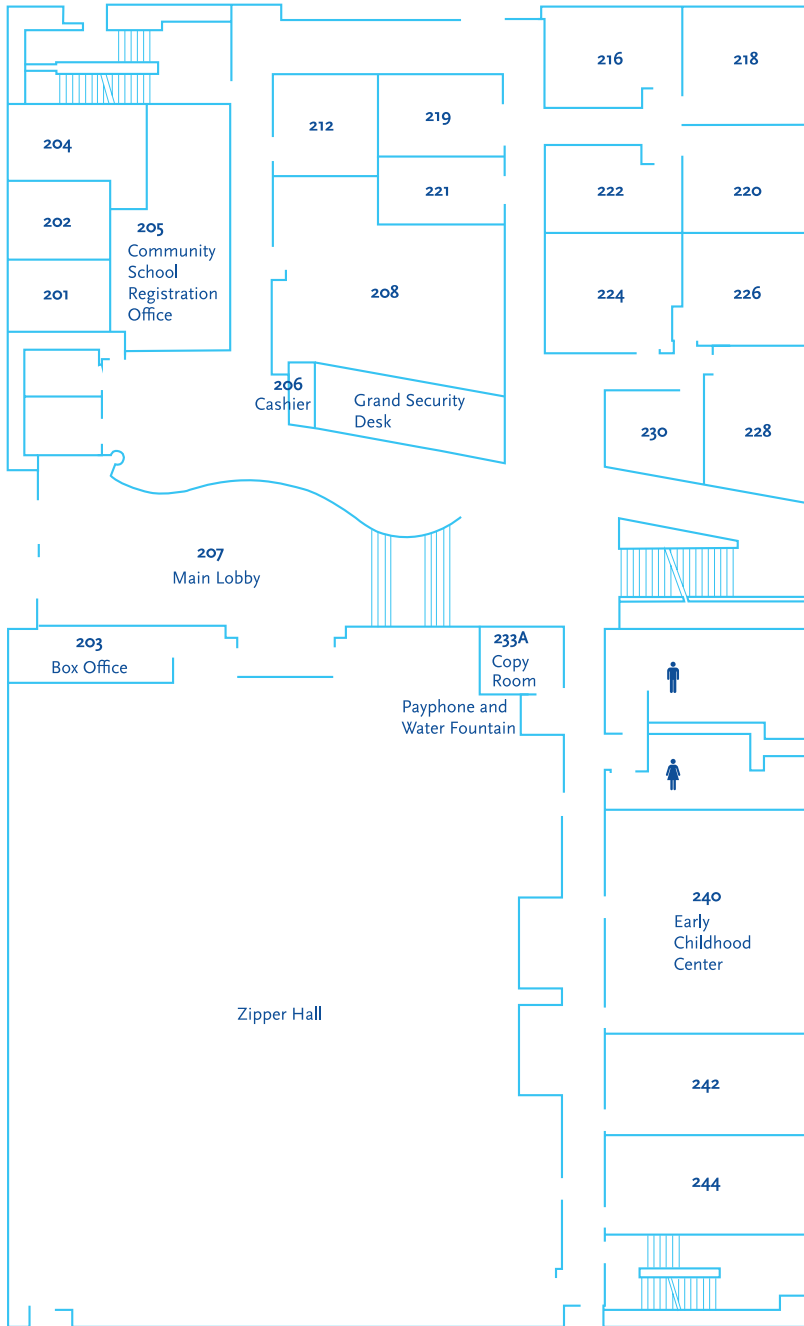 216
218
219
212
204
221
222
220
202
205
Community
School
Registration
Office
201
208
224
226
206
Cashier
Grand Security
Desk
230
228
207
Main Lobby
203
Box Office
233A
Copy
Room
Payphone and
Water Fountain
240
Early
Childhood
Center
Zipper Hall
242
244